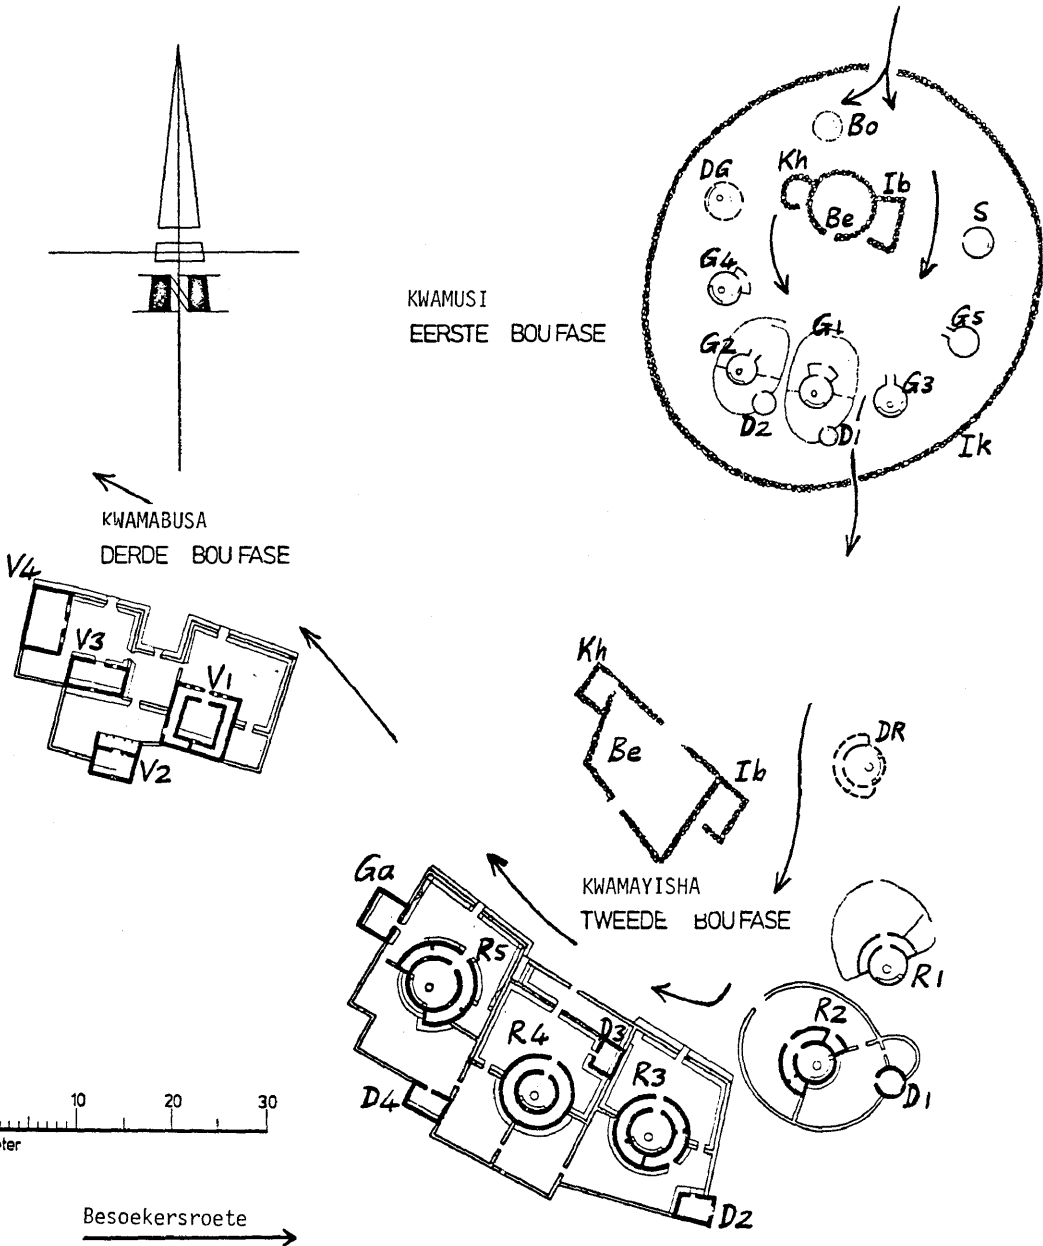 Bo
Kh
DG
Ib
Be
S
G4
KWAMUSI
EERSTE BOUFASE
G5
G1
G2
G3
D2
D1
Ik
KWAMABUSA
DERDE BOUFASE
V4
V3
V1
V2
Kh
DR
Be
Ib
Ga
KWAMAYISHA
TWEEDE BOUFASE
R5
R1
R2
R4
D3
R3
D4
D1
10 20 30
eter
D2
Besoekersroete